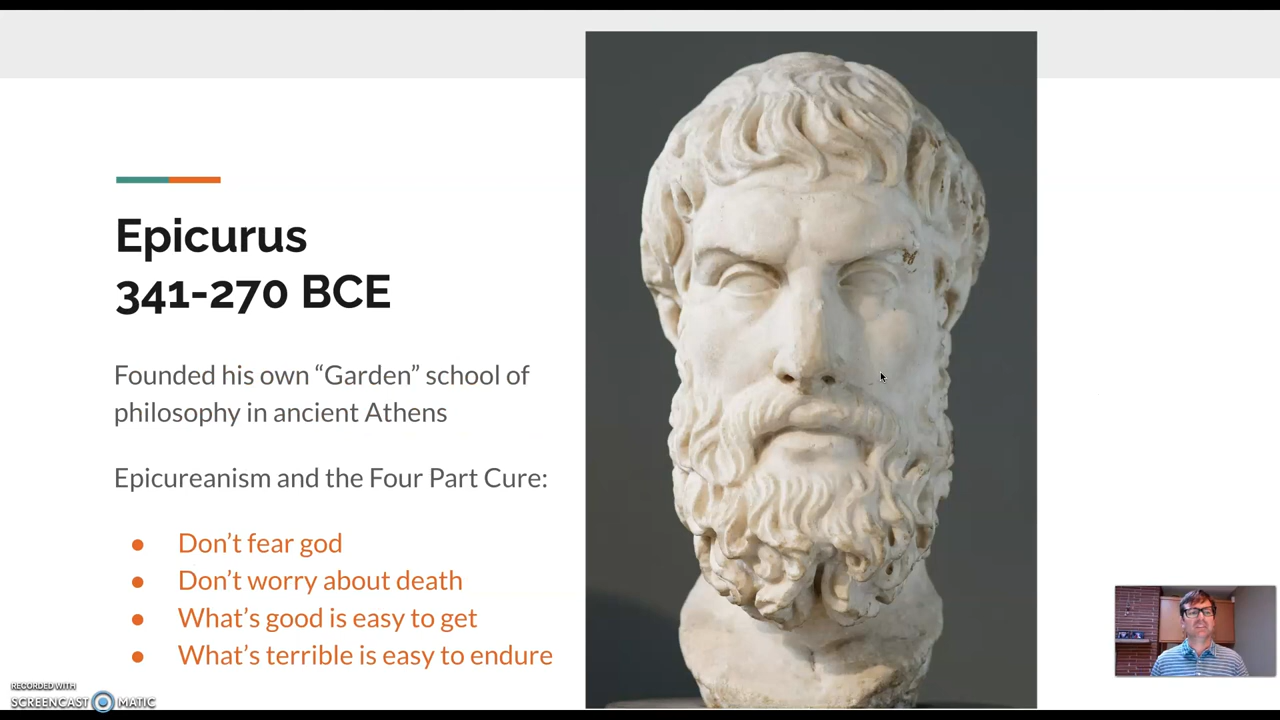 Epicurus
341-270 BCE
Founded his own “Garden” school of
philosophy in ancient Athens
Epicureanism and the Four Part Cure:
● Don’t fear god
● Don’t worry about death
● What’s good is easy to get
● What’s terrible is easy to endure
RECORDED WITH
SCREENCAST MATIC